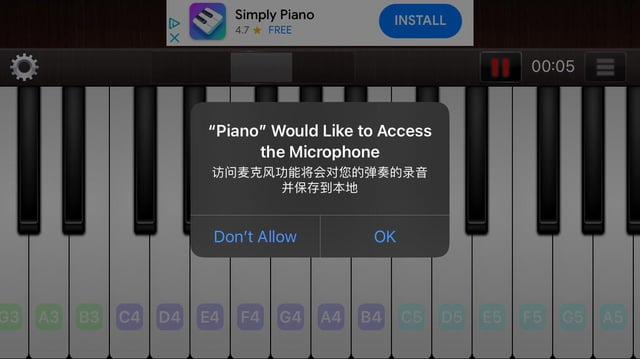 Simply Piano
4.7 ★ FREE
INSTALL
00:05
“Piano” Would Like to Access
the Microphone
访问麦克风功能将会对您的弹奏的录音
并保存到本地
Don’t Allow
OK
G3 A3 B3 C4 D4 E4 F4 G4 A4 B4 C5 D5 E5 F5 G5 A5